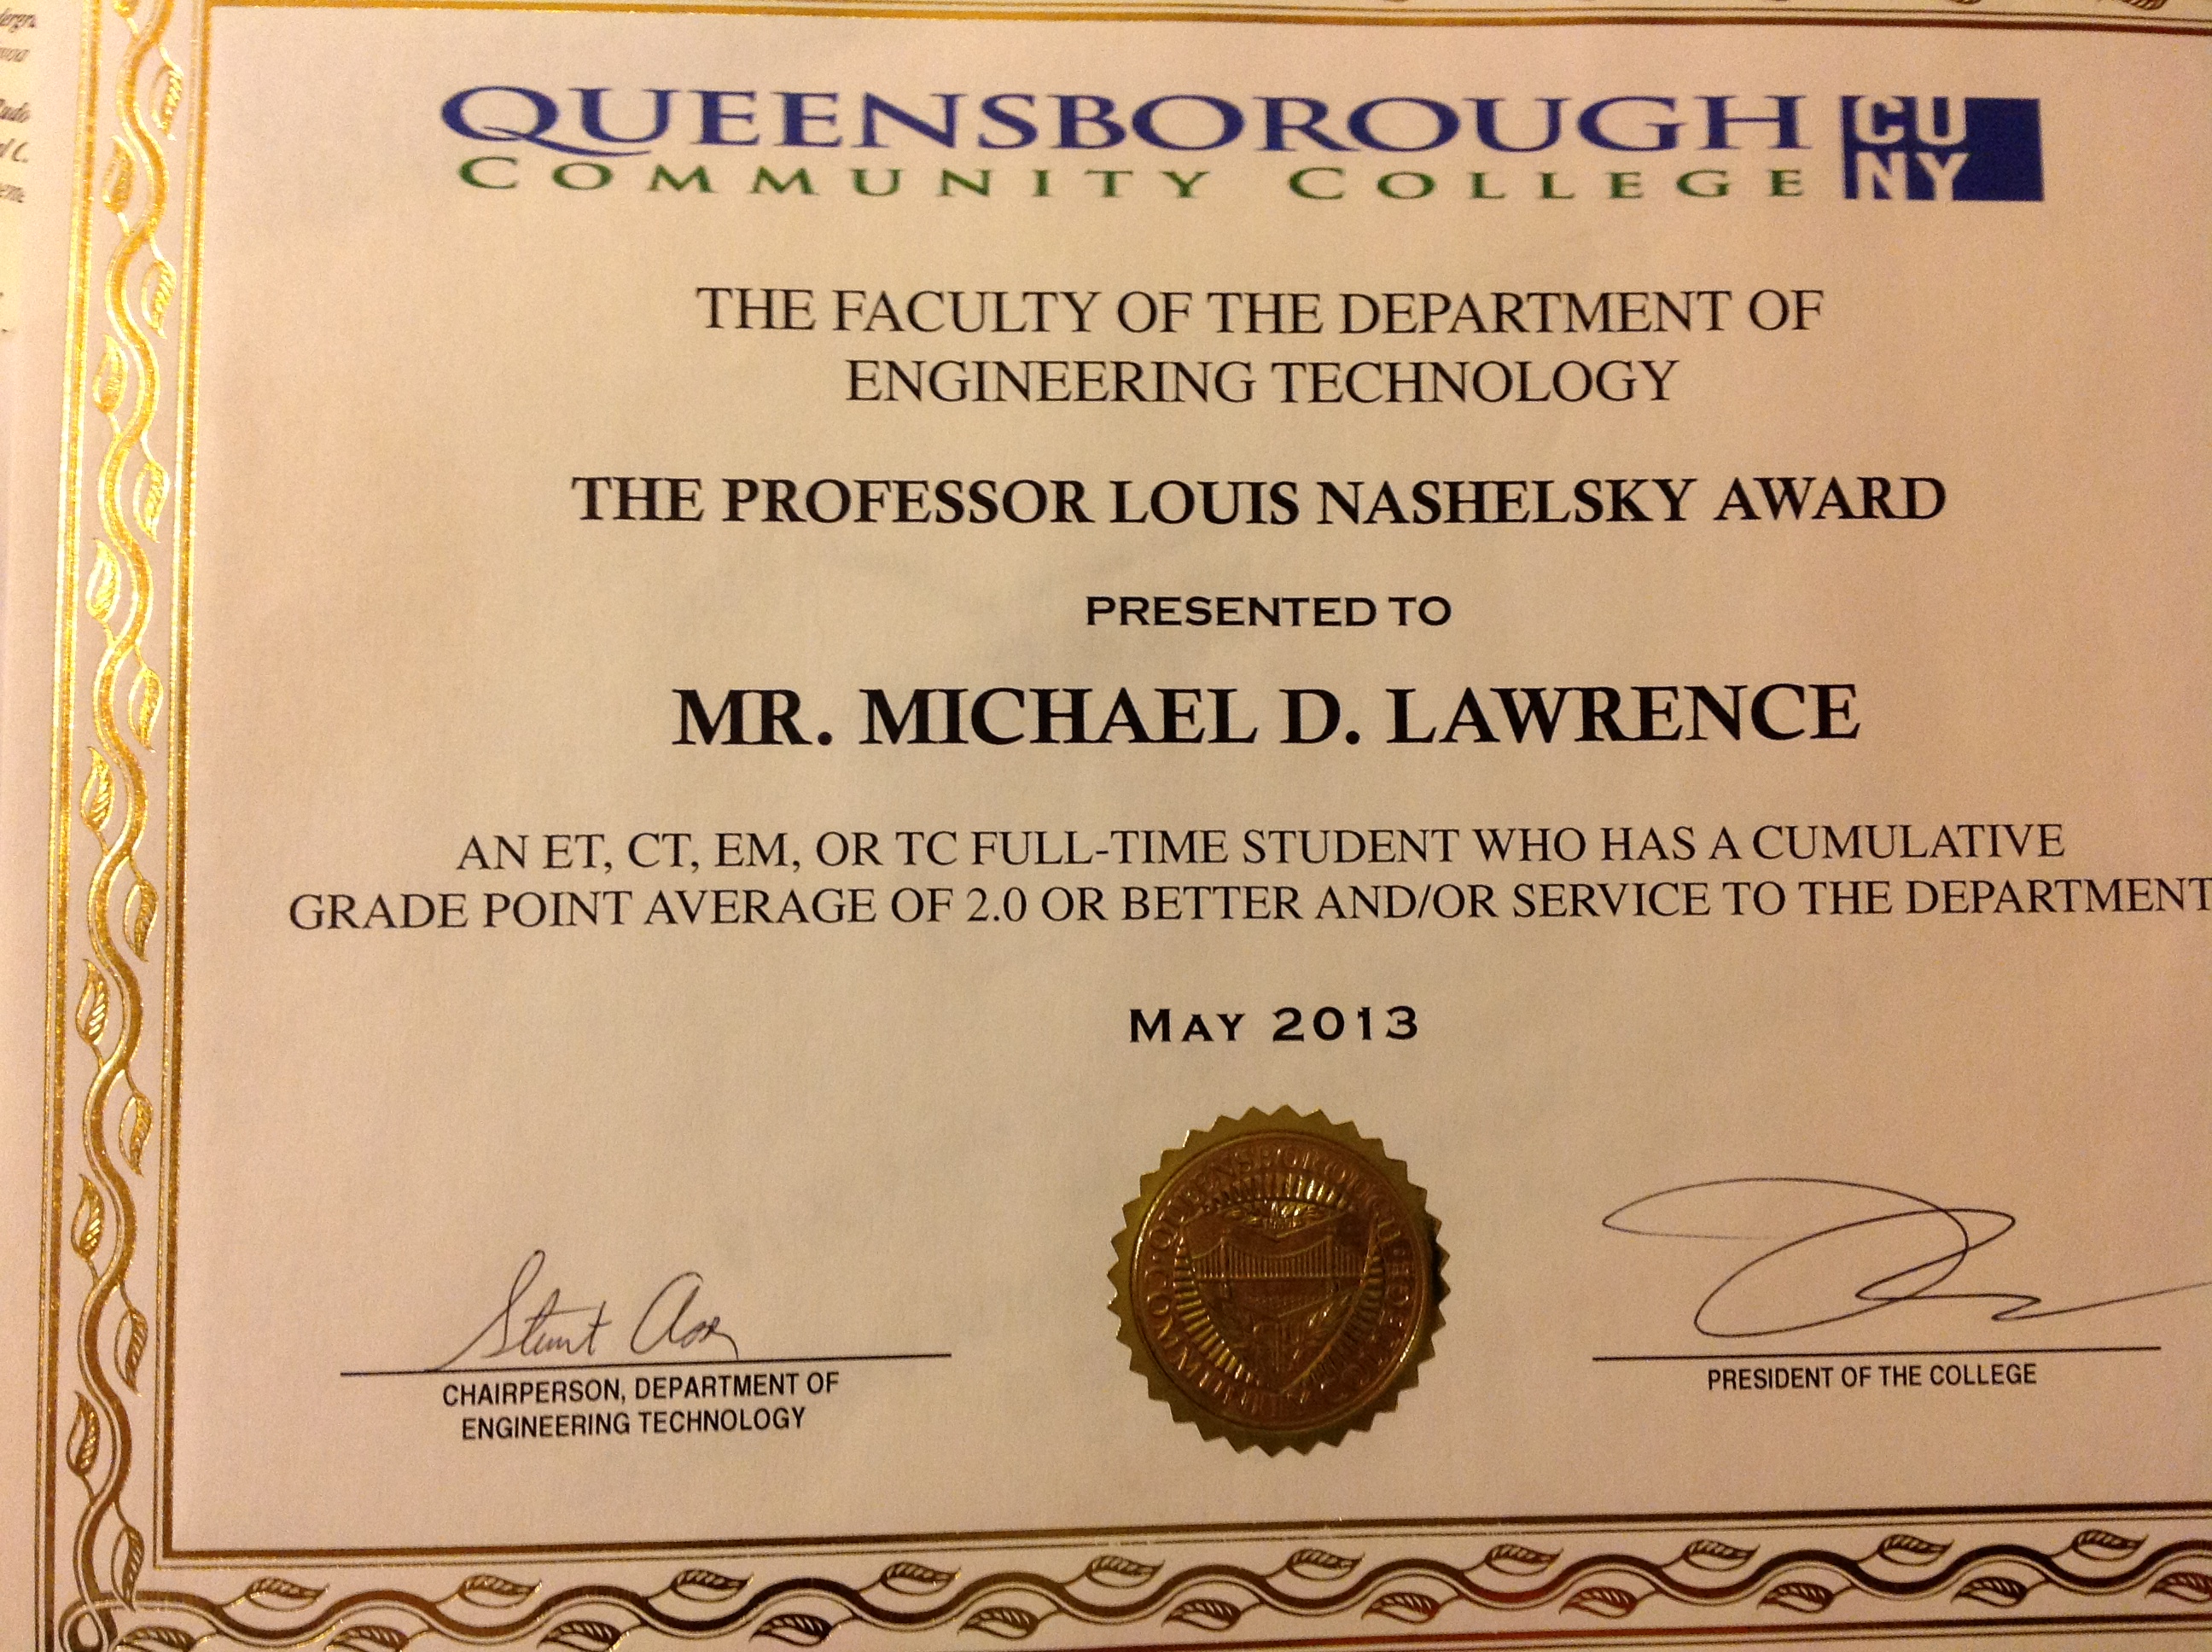 QUEENSBOROUGH
COMMUNITY COLLEGE
CU
NY
THE FACULTY OF THE DEPARTMENT OF
ENGINEERING TECHNOLOGY
THE PROFESSOR LOUIS NASHELSKY AWARD
PRESENTED TO
MR. MICHAEL D. LAWRENCE
AN ET, CT, EM, OR TC FULL-TIME STUDENT WHO HAS A CUMULATIVE
GRADE POINT AVERAGE OF 2.0 OR BETTER AND/OR SERVICE TO THE DEPARTMENT
MAY 2013
QUEENSBOROUGH COMMUNITY COLLEGE
Stuart
CHAIRPERSON, DEPARTMENT OF
ENGINEERING TECHNOLOGY
PRESIDENT OF THE COLLEGE